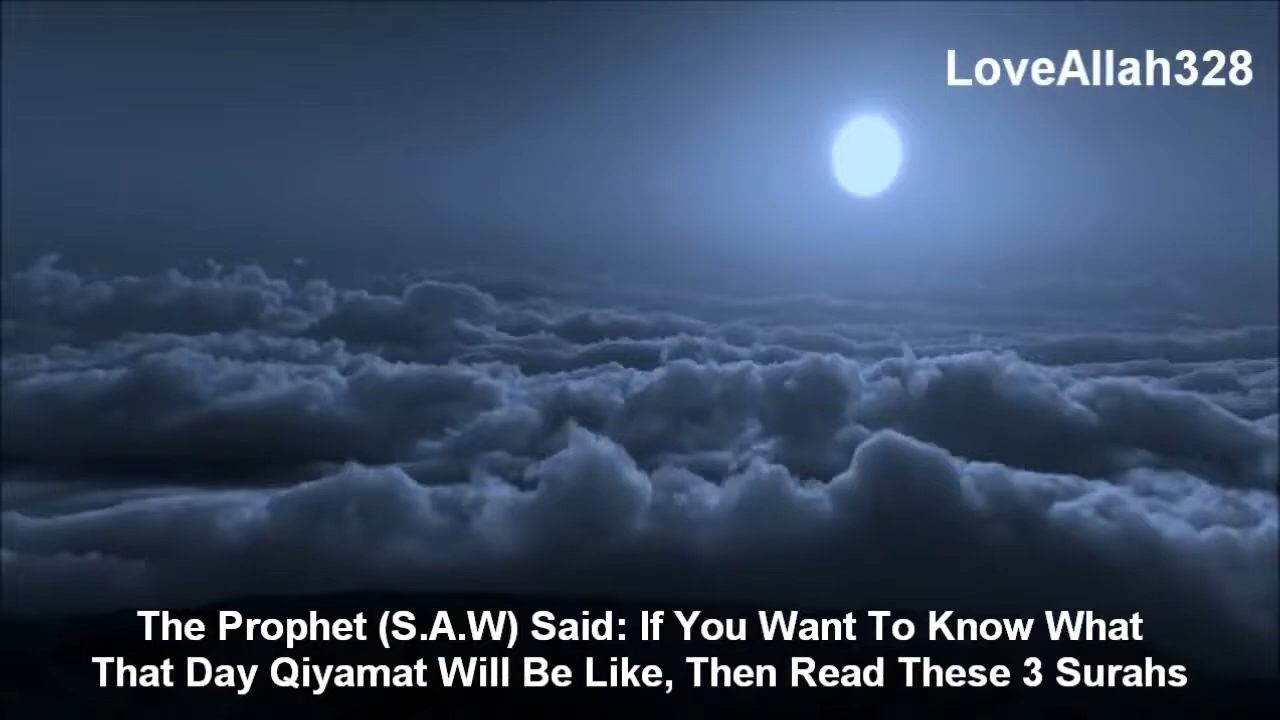 LoveAllah328
The Prophet (S.A.W) Said: If You Want To Know What
That Day Qiyamat Will Be Like, Then Read These 3 Surahs